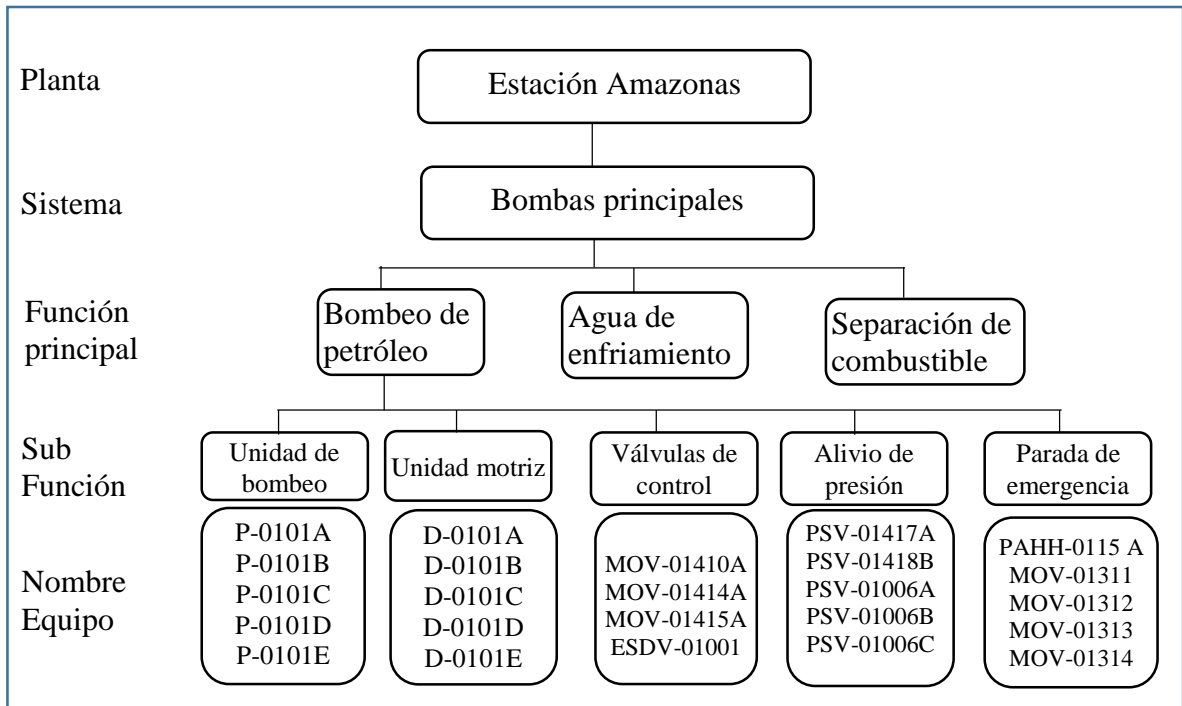 Planta
Estación Amazonas
Sistema
Bombas principales
Función
principal
Bombeo de
petróleo
Agua de
enfriamiento
Separación de
combustible
Sub
Función
Unidad de
bombeo
Unidad motriz
Válvulas de
control
Alivio de
presión
Parada de
emergencia
Nombre
Equipo
P-0101A
P-0101B
P-0101C
P-0101D
P-0101E
D-0101A
D-0101B
D-0101C
D-0101D
D-0101E
MOV-01410A
MOV-01414A
MOV-01415A
ESDV-01001
PSV-01417A
PSV-01418B
PSV-01006A
PSV-01006B
PSV-01006C
PAHH-0115 A
MOV-01311
MOV-01312
MOV-01313
MOV-01314